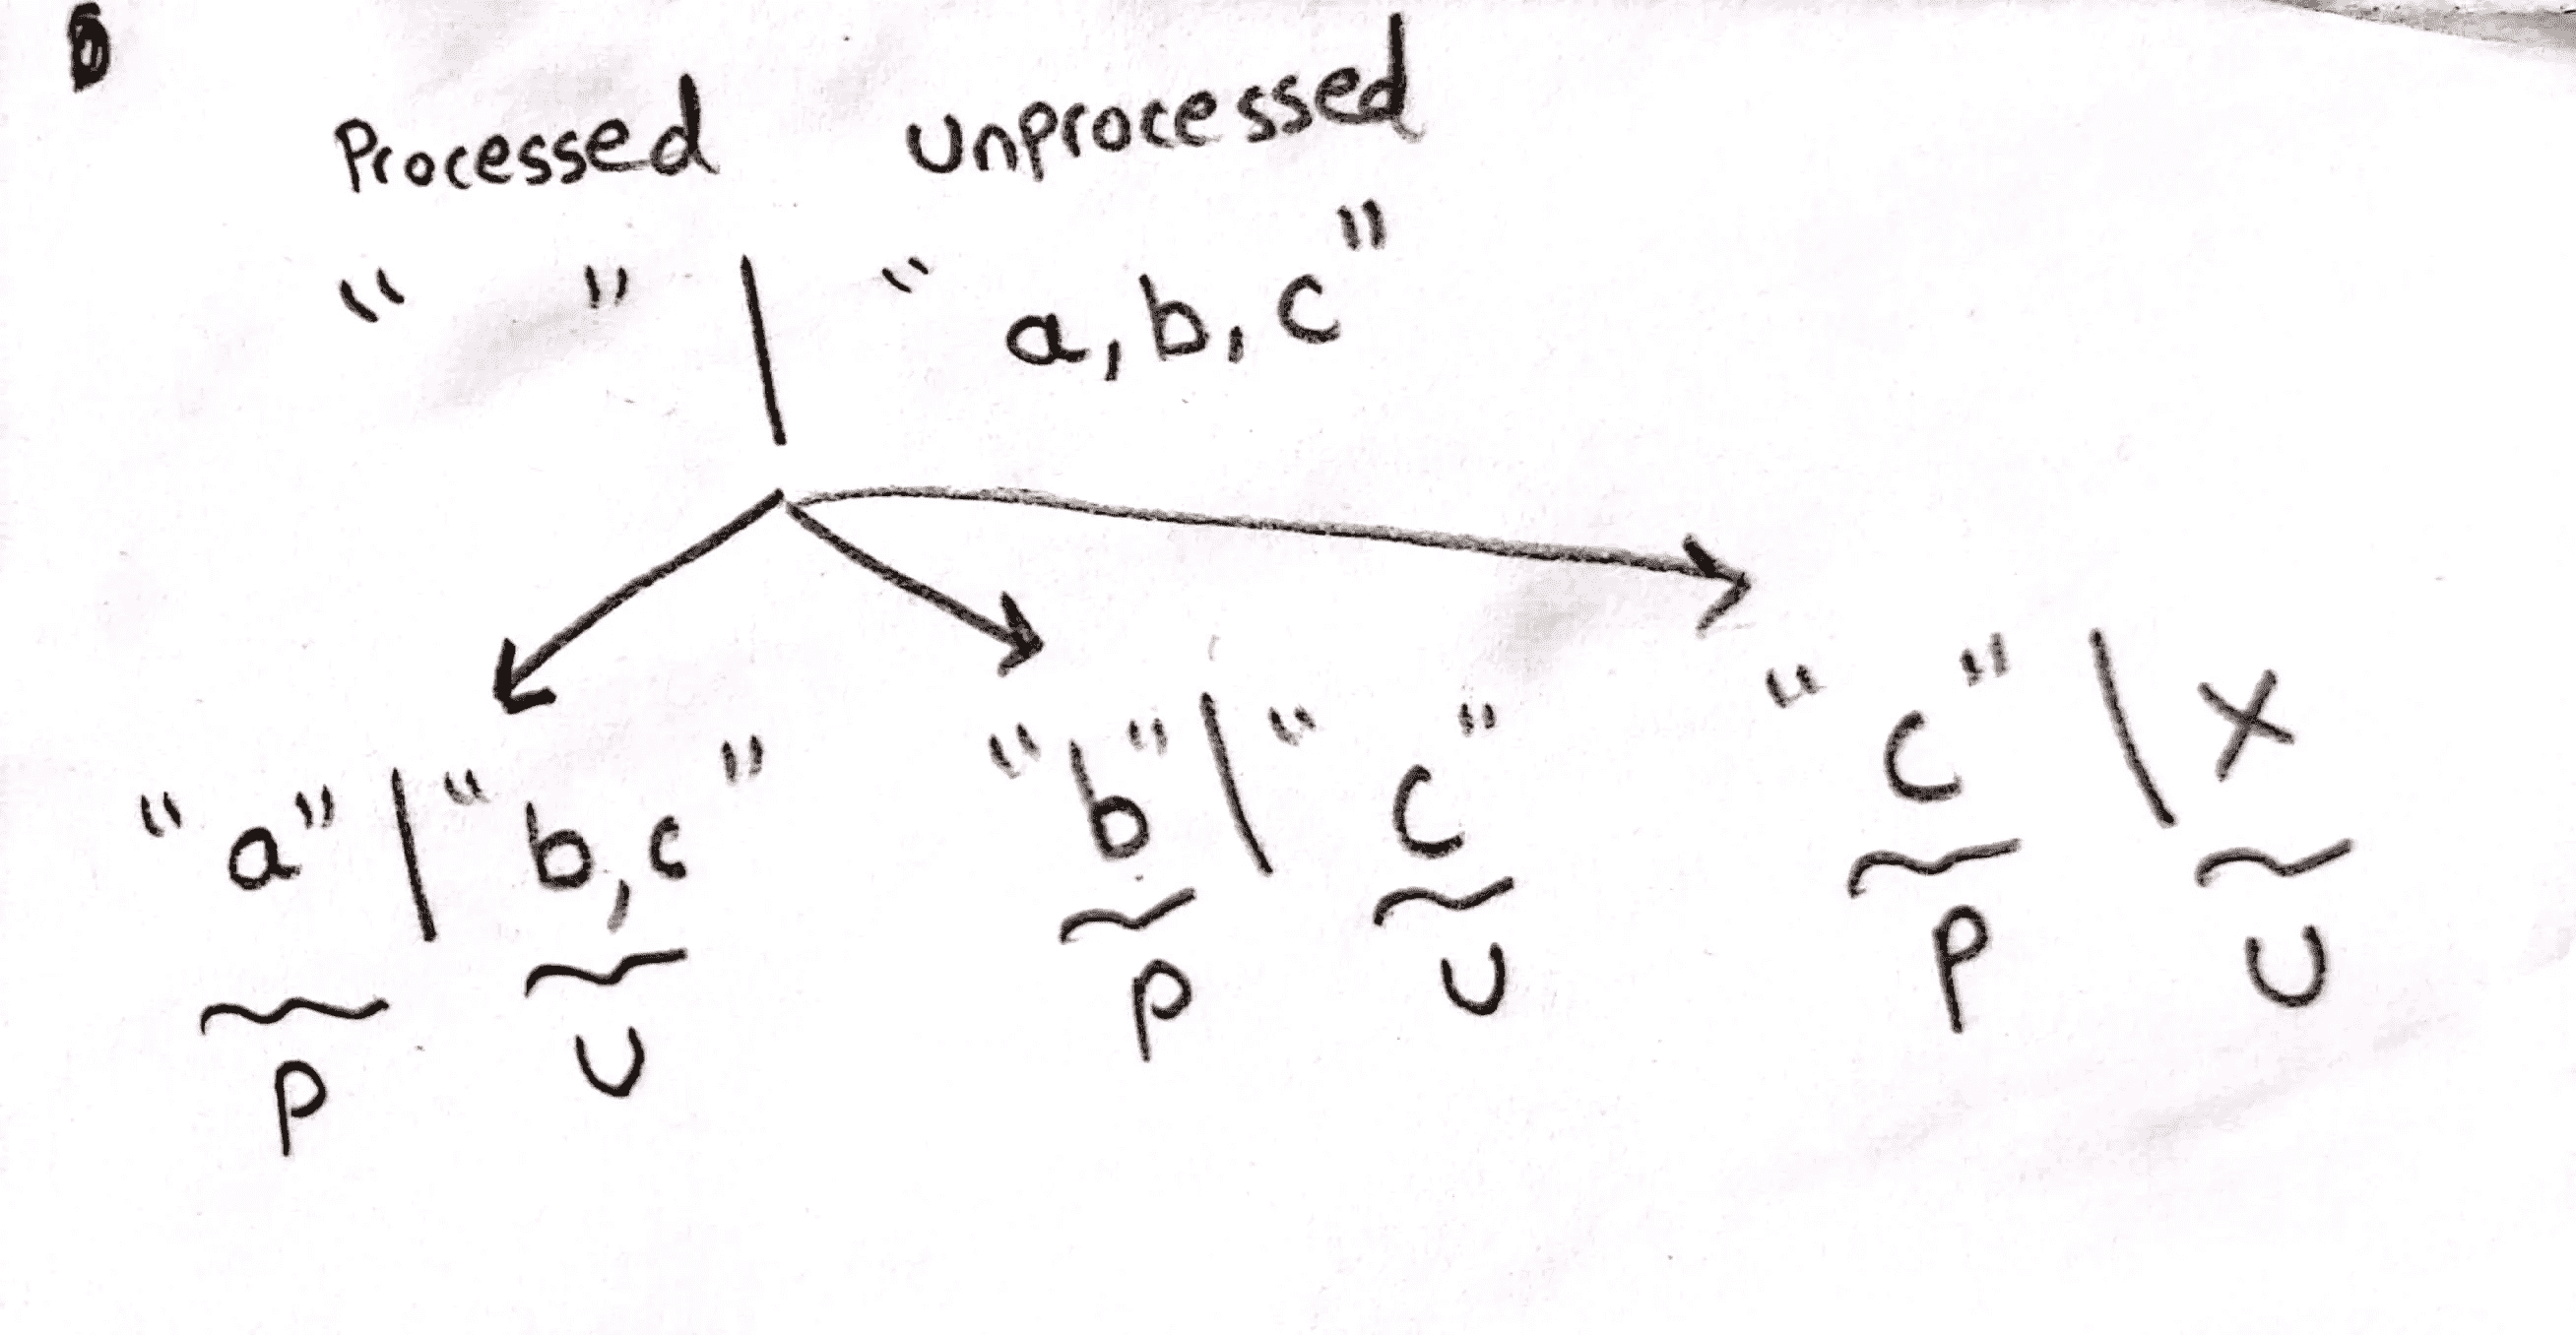 Processed Unprocessed
" " | "a,b,c"
"a" | "b,c" "b" | "c" "c" | X
P U P U P U